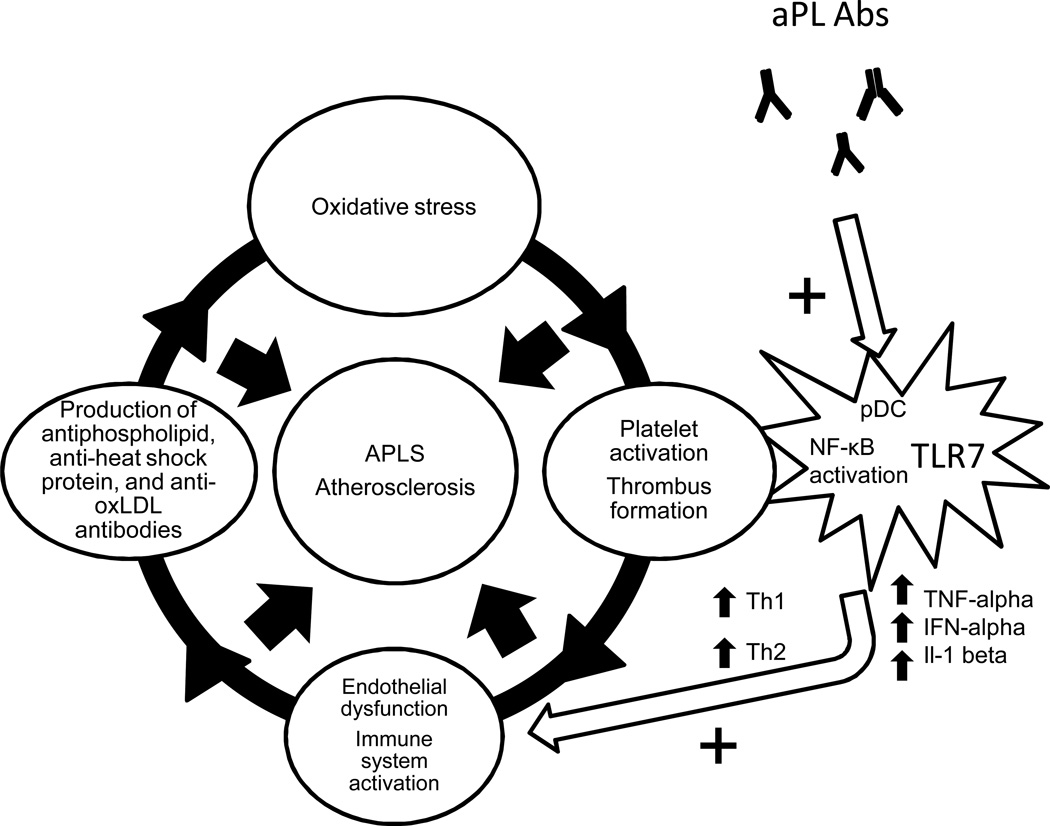 aPL Abs
Oxidative stress
+
pDC
NF-κB
activation
TLR7
Production of
antiphospholipid,
anti-heat shock
protein, and anti-
oxLDL
antibodies
APLS
Atherosclerosis
Platelet
activation
Thrombus
formation
Th1
Th2
TNF-alpha
IFN-alpha
Il-1 beta
Endothelial
dysfunction
Immune
system
activation
+